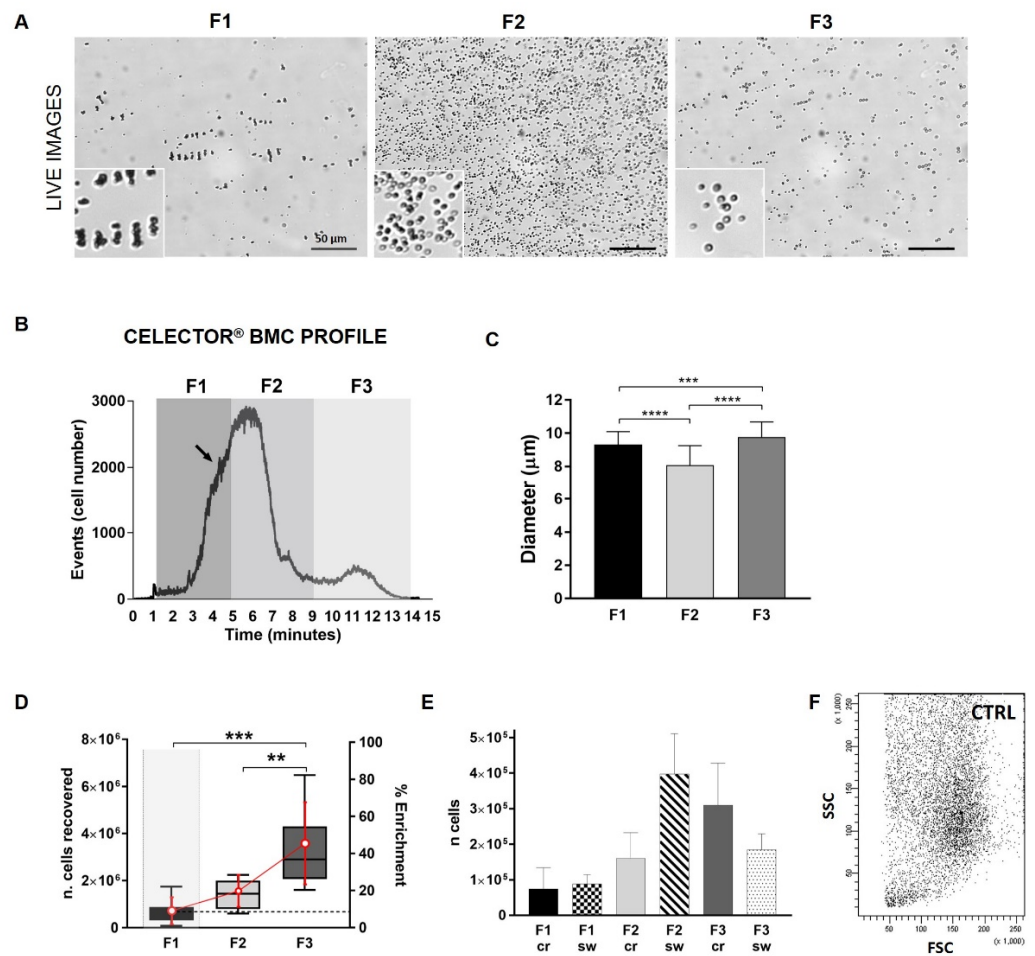 A
F1
F2
F3
LIVE IMAGES
50 µm
B
CELECTOR® BMC PROFILE
F1
F2
F3
Events (cell number)
3000
2000
1000
0
0 1 2 3 4 5 6 7 8 9 10 11 12 13 14 15
Time (minutes)
C
***
****
****
Diameter (µm)
12
10
8
6
4
2
0
F1
F2
F3
D
***
**
n. cells recovered
8×10⁶
6×10⁶
4×10⁶
2×10⁶
0
100
80
60
40
20
0
% Enrichment
F1
F2
F3
E
n cells
5×10⁵
4×10⁵
3×10⁵
2×10⁵
1×10⁵
0
F1 F1 F2 F2 F3 F3
cr sw cr sw cr sw
F
CTRL
(x 1,000)
250
200
150
100
50
SSC
50 100 150 200 250
(x 1,000)
FSC